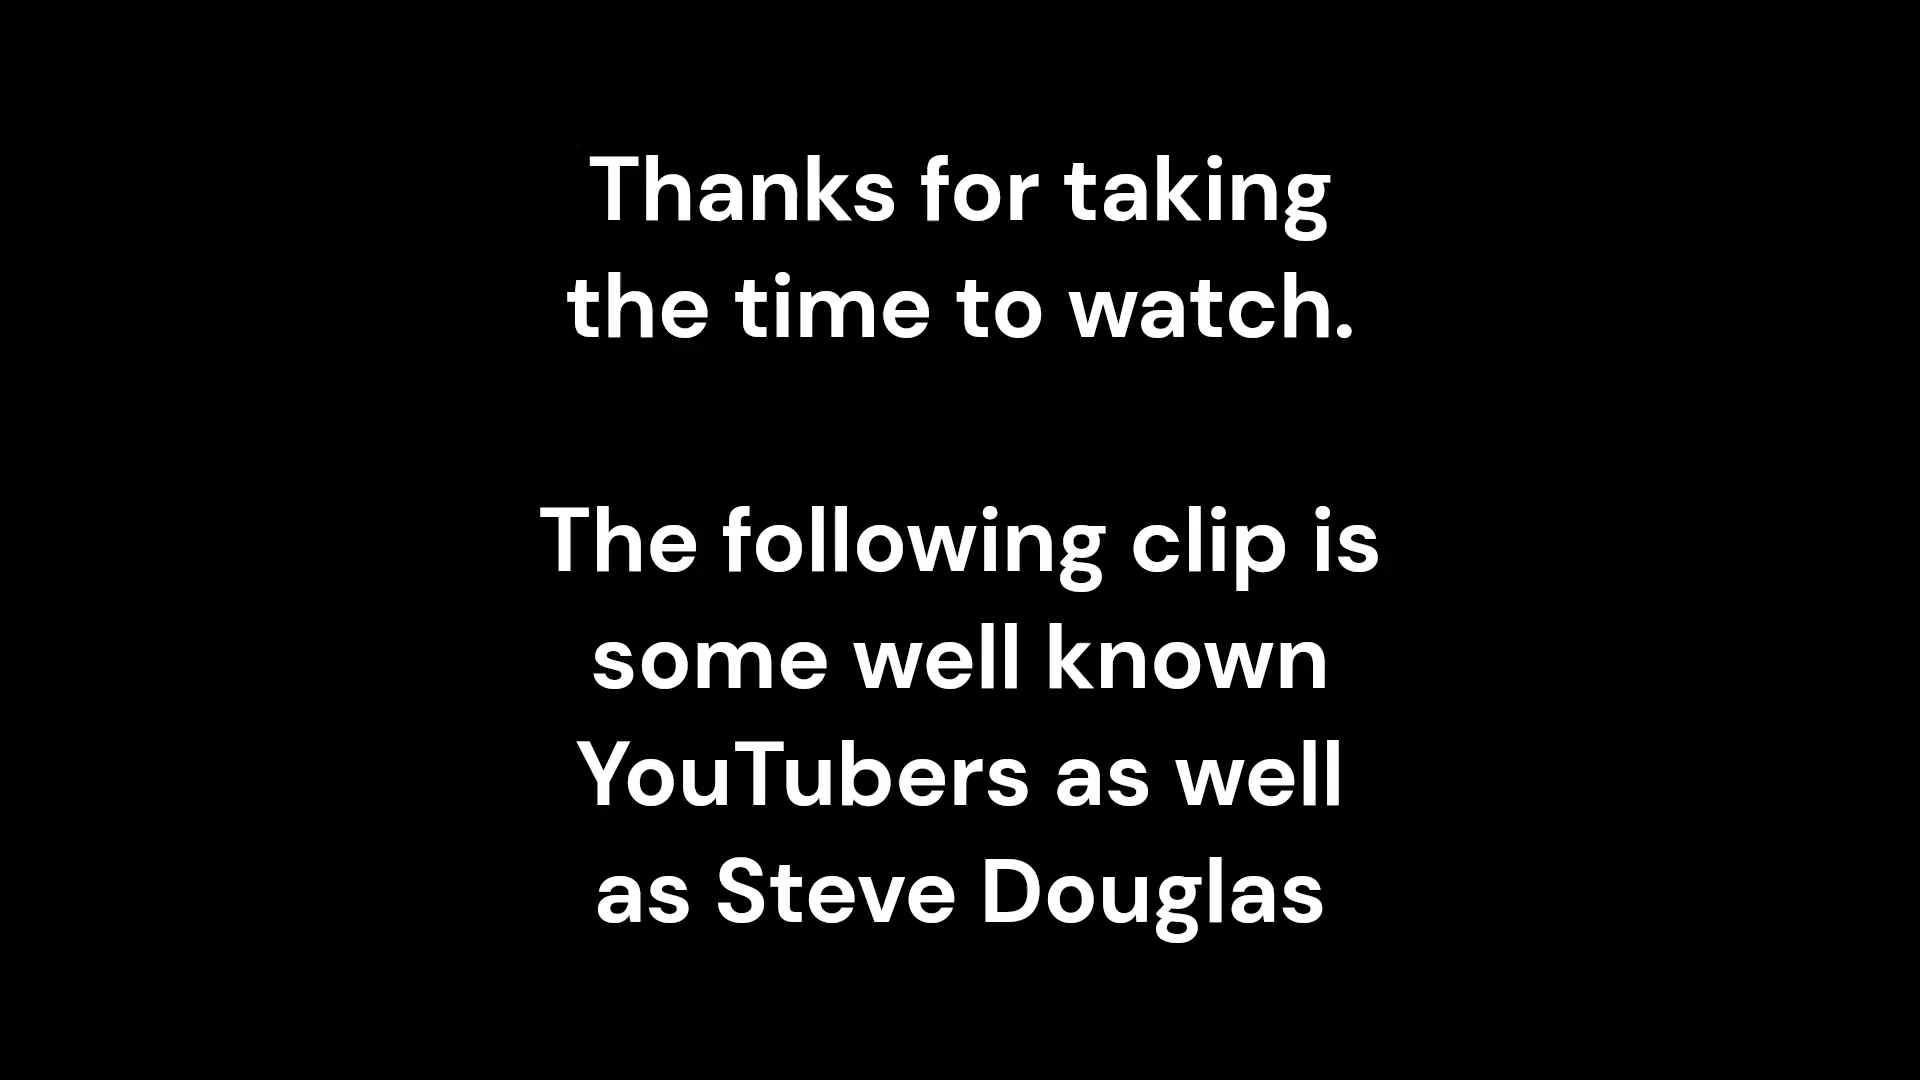 Thanks for taking
the time to watch.
The following clip is
some well known
YouTubers as well
as Steve Douglas